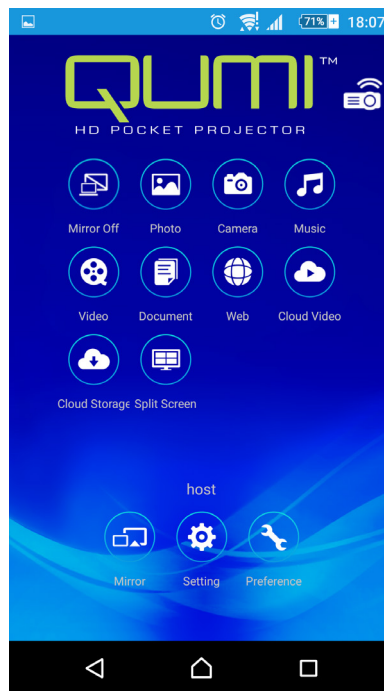 71% 18:07
QUMI™
HD POCKET PROJECTOR
Mirror Off Photo Camera Music
Video Document Web Cloud Video
Cloud Storage Split Screen
host
Mirror Setting Preference